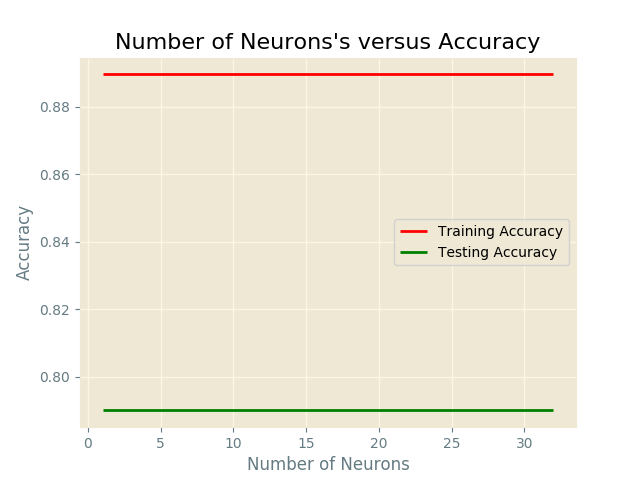 Number of Neurons's versus Accuracy
0.88
0.86
0.84
0.82
0.80
Accuracy
Training Accuracy
Testing Accuracy
0 5 10 15 20 25 30
Number of Neurons